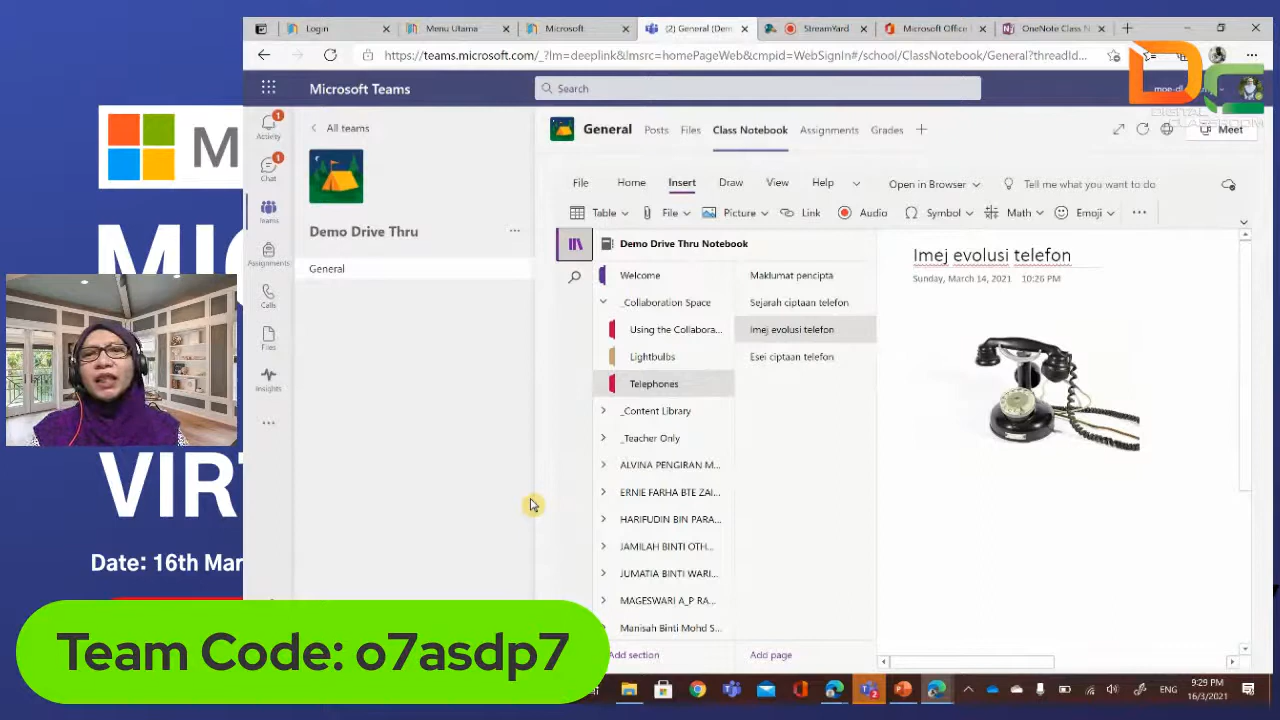 Login
Menu Utama
Microsoft
(2) General (Dem
StreamYard
Microsoft Office
OneNote Class N
https://teams.microsoft.com/_?lm=deeplink&lmsrc=homePageWeb&cmpid=WebSignIn#/school/ClassNotebook/General?threadId...
Microsoft Teams
Search
moe-dl
DIGITAL
CLASS.COM
Activity
Chat
Teams
Assignments
Calls
Files
Insights
All teams
Demo Drive Thru
General
General
Posts
Files
Class Notebook
Assignments
Grades
Meet
File
Home
Insert
Draw
View
Help
Open in Browser
Tell me what you want to do
Table
File
Picture
Link
Audio
Symbol
Math
Emoji
Demo Drive Thru Notebook
Welcome
_Collaboration Space
Using the Collabora...
Lightbulbs
Telephones
_Content Library
_Teacher Only
ALVINA PENGIRAN M...
ERNIE FARHA BTE ZAI...
HARIFUDIN BIN PARA...
JAMILAH BINTI OTH...
JUMATIA BINTI WARI...
MAGESWARI A_P RA...
Manisah Binti Mohd S...
Add section
Maklumat pencipta
Sejarah ciptaan telefon
Imej evolusi telefon
Esei ciptaan telefon
Add page
Imej evolusi telefon
Sunday, March 14, 2021 10:26 PM
M
VIRT
Date: 16th Mar
Team Code: o7asdp7
ENG
9:29 PM
16/3/2021